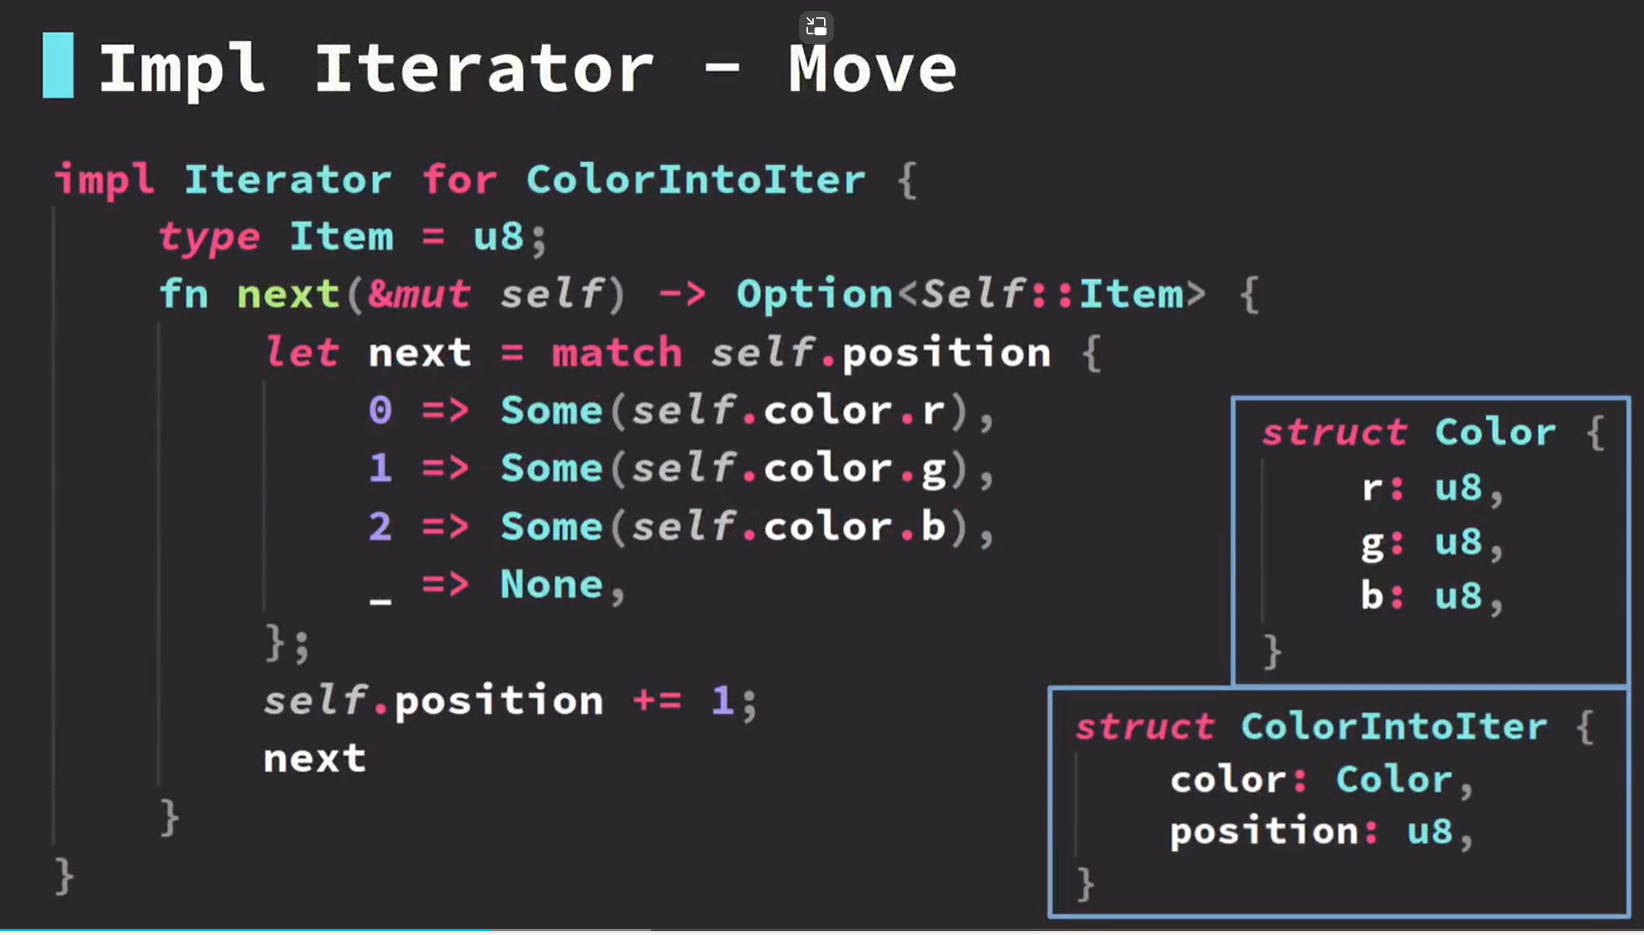 Impl Iterator - Move
impl Iterator for ColorIntoIter {
type Item = u8;
fn next(&mut self) -> Option<Self::Item> {
let next = match self.position {
0 => Some(self.color.r),
1 => Some(self.color.g),
2 => Some(self.color.b),
_ => None,
};
self.position += 1;
next
}
}
struct Color {
r: u8,
g: u8,
b: u8,
}
struct ColorIntoIter {
color: Color,
position: u8,
}